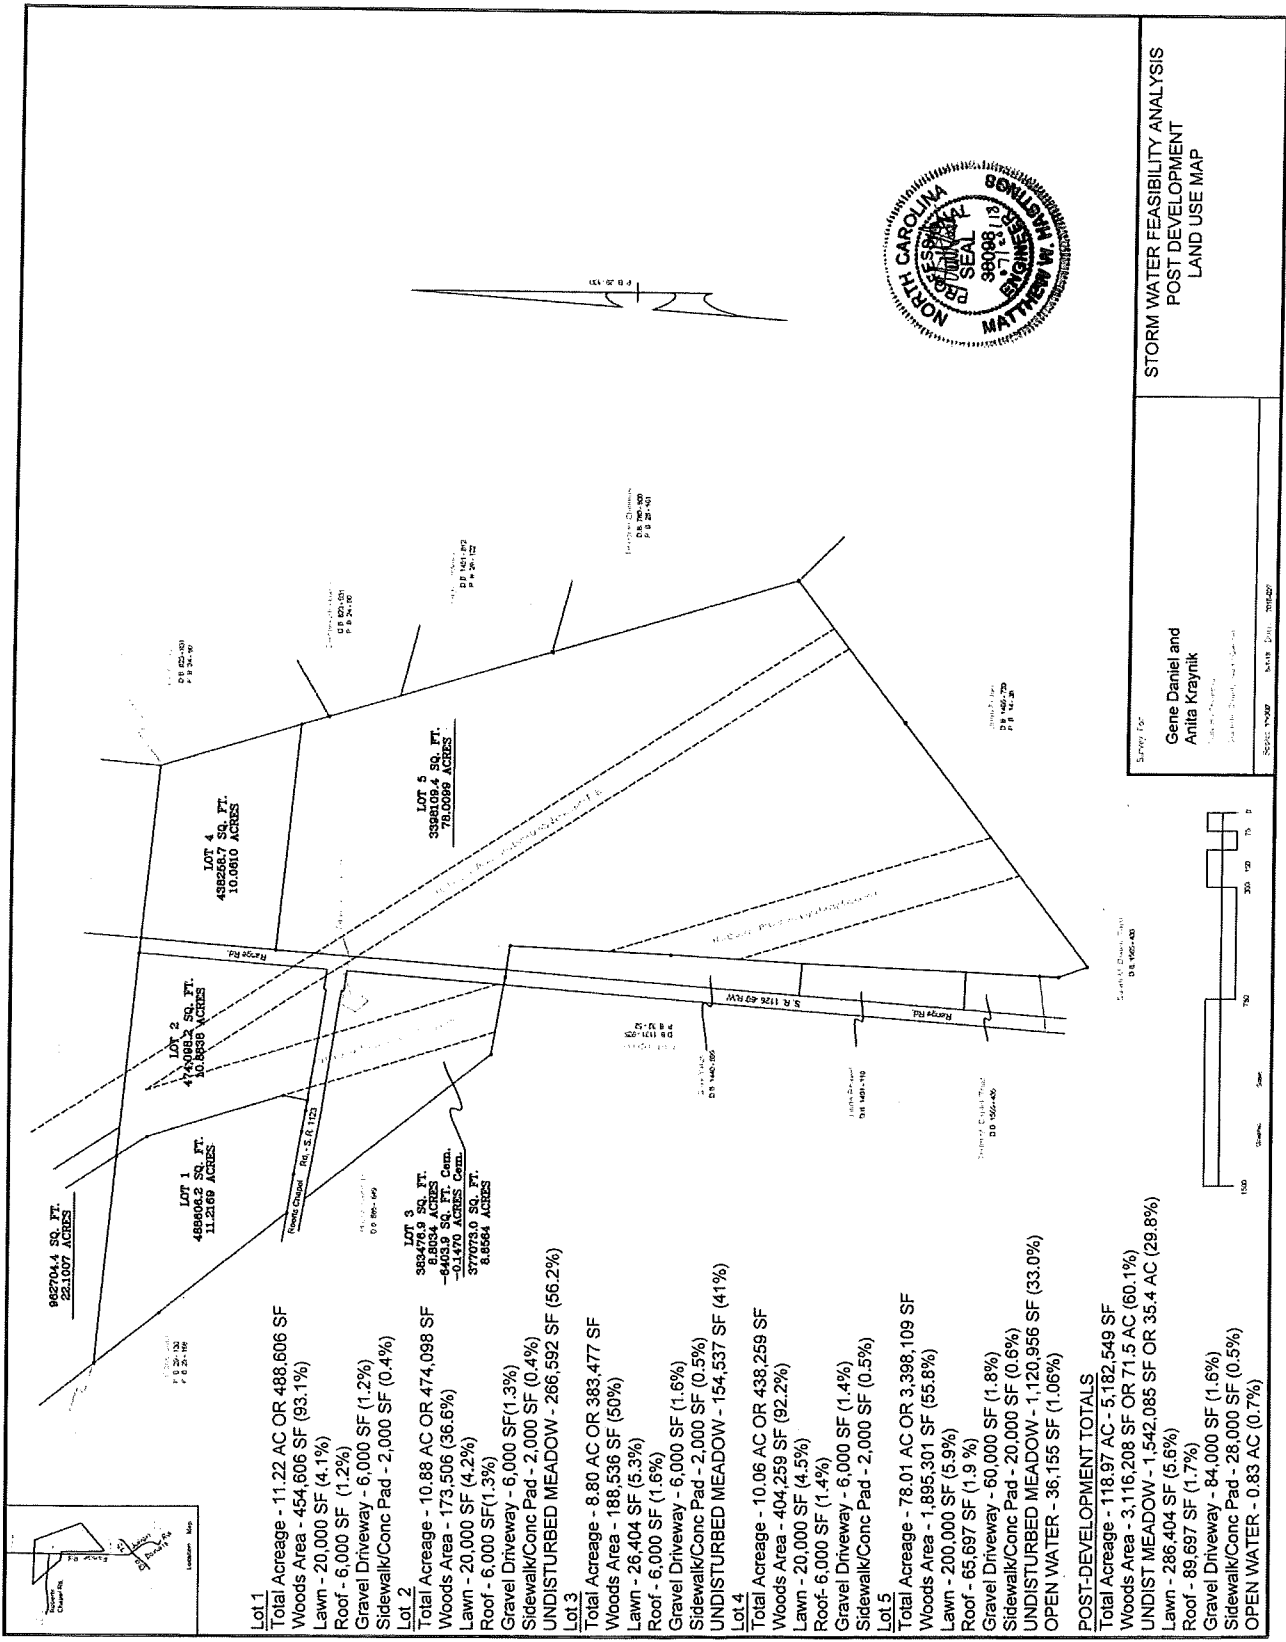 Lot 1
Total Acreage - 11.22 AC OR 488,606 SF
Woods Area - 454,606 SF (93.1%)
Lawn - 20,000 SF (4.1%)
Roof - 6,000 SF (1.2%)
Gravel Driveway - 6,000 SF (1.2%)
Sidewalk/Conc Pad - 2,000 SF (0.4%)
Lot 2
Total Acreage - 10.88 AC OR 474,098 SF
Woods Area - 173,506 (36.6%)
Lawn - 20,000 SF (4.2%)
Roof - 6,000 SF(1.3%)
Gravel Driveway - 6,000 SF(1.3%)
Sidewalk/Conc Pad - 2,000 SF (0.4%)
UNDISTURBED MEADOW - 266,592 SF (56.2%)
Lot 3
Total Acreage - 8.80 AC OR 383,477 SF
Woods Area - 188,536 SF (50%)
Lawn - 26,404 SF (5.3%)
Roof - 6,000 SF (1.6%)
Gravel Driveway - 6,000 SF (1.6%)
Sidewalk/Conc Pad - 2,000 SF (0.5%)
UNDISTURBED MEADOW - 154,537 SF (41%)
Lot 4
Total Acreage - 10.06 AC OR 438,259 SF
Woods Area - 404,259 SF (92.2%)
Lawn - 20,000 SF (4.5%)
Roof- 6,000 SF (1.4%)
Gravel Driveway - 6,000 SF (1.4%)
Sidewalk/Conc Pad - 2,000 SF (0.5%)
Lot 5
Total Acreage - 78.01 AC OR 3,398,109 SF
Woods Area - 1,895,301 SF (55.8%)
Lawn - 200,000 SF (5.9%)
Roof - 65,697 SF (1.9 %)
Gravel Driveway - 60,000 SF (1.8%)
Sidewalk/Conc Pad - 20,000 SF (0.6%)
UNDISTURBED MEADOW - 1,120,956 SF (33.0%)
OPEN WATER - 36,155 SF (1.06%)
POST-DEVELOPMENT TOTALS
Total Acreage - 118.97 AC - 5,182,549 SF
Woods Area - 3,116,208 SF OR 71.5 AC (60.1%)
UNDIST MEADOW - 1,542,085 SF OR 35.4 AC (29.8%)
Lawn - 286,404 SF (5.6%)
Roof - 89,697 SF (1.7%)
Gravel Driveway - 84,000 SF (1.6%)
Sidewalk/Conc Pad - 28,000 SF (0.5%)
OPEN WATER - 0.83 AC (0.7%)
962704.4 SQ. FT.
22.1007 ACRES
LOT 1
488606.2 SQ. FT.
11.2169 ACRES
LOT 2
474098.2 SQ. FT.
10.8838 ACRES
LOT 3
383476.9 SQ. FT.
8.8034 ACRES
-6403.9 SQ. FT. Cem.
-0.1470 ACRES Cem.
377073.0 SQ. FT.
8.6564 ACRES
LOT 4
438258.7 SQ. FT.
10.0610 ACRES
LOT 5
3398109.4 SQ. FT.
78.0099 ACRES
Range Rd.
Roberts Chapel Rd. - S.R. 1123
S.R. 1126 -60' R/W
Range Rd.
Location Map
NORTH CAROLINA
PROFESSIONAL
SEAL
38098
ENGINEER
MATTHEW W. HASTINGS
Survey For:
Gene Daniel and
Anita Kraynik
STORM WATER FEASIBILITY ANALYSIS
POST DEVELOPMENT
LAND USE MAP
1500 750 300 150 75 0